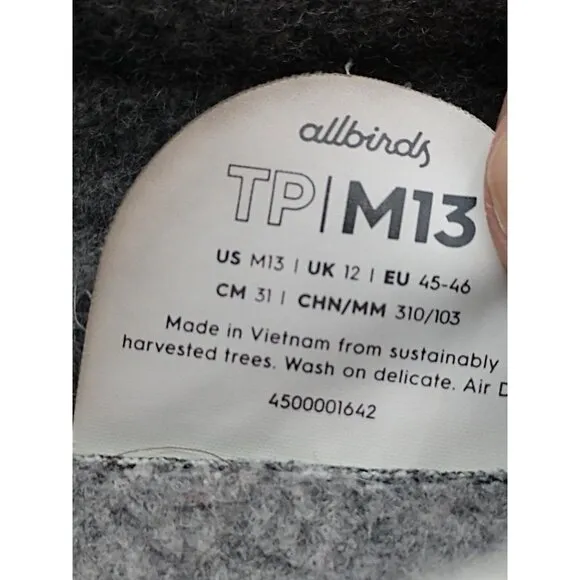 allbirds
TP|M13
US M13 | UK 12 | EU 45-46
CM 31 | CHN/MM 310/103
Made in Vietnam from sustainably
harvested trees. Wash on delicate. Air
4500001642